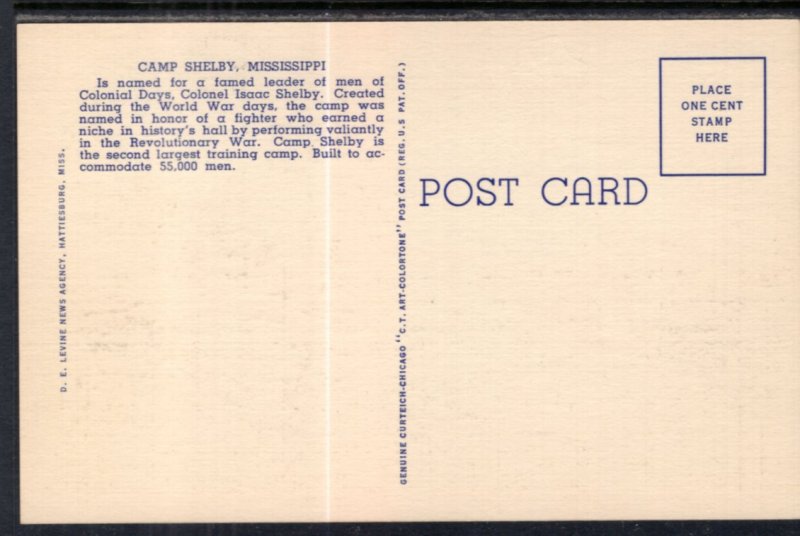 CAMP SHELBY, MISSISSIPPI
Is named for a famed leader of men of
Colonial Days, Colonel Isaac Shelby. Created
during the World War days, the camp was
named in honor of a fighter who earned a
niche in history's hall by performing valiantly
in the Revolutionary War. Camp Shelby is
the second largest training camp. Built to ac-
commodate 55,000 men.
D. E. LEVINE NEWS AGENCY, HATTIESBURG, MISS.
GENUINE CURTEICH-CHICAGO "C.T. ART-COLORTONE" POST CARD (REG. U.S PAT. OFF.)
POST CARD
PLACE
ONE CENT
STAMP
HERE